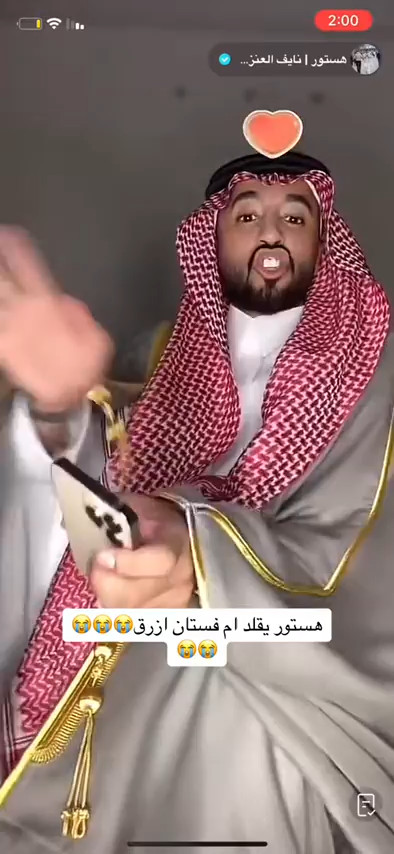 2:00
هستور | نايف العنز...
هستور يقلد ام فستان ازرق😭😭😭
😭😭